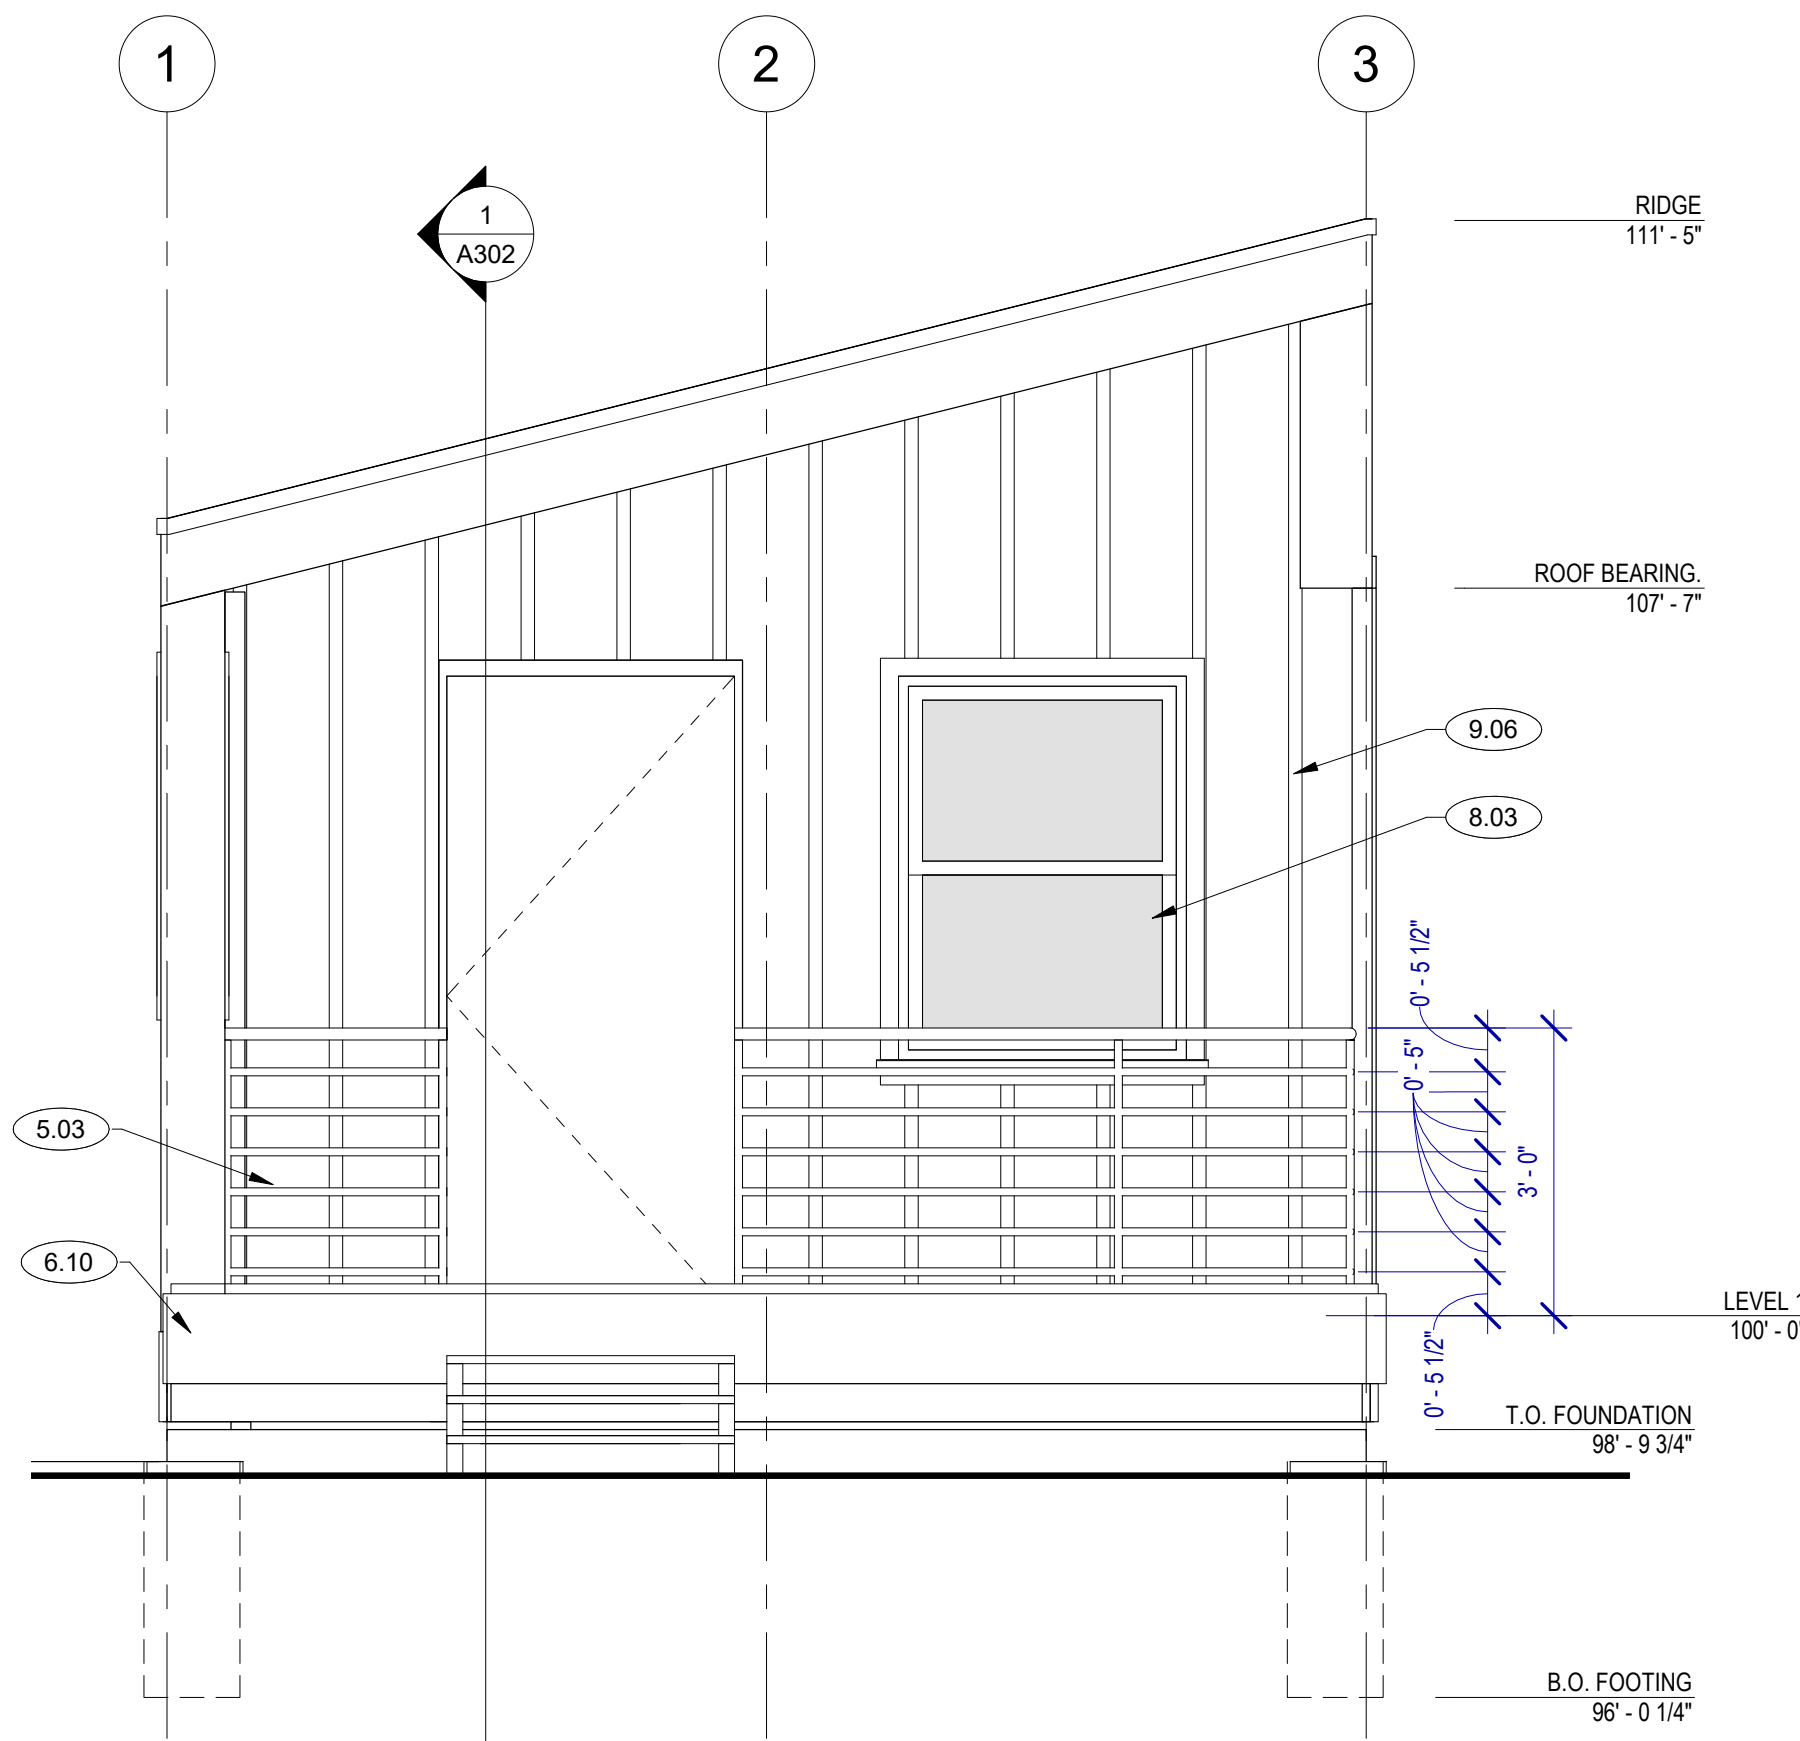 1
2
3
1
A302
RIDGE
111' - 5"
ROOF BEARING.
107' - 7"
9.06
8.03
0' - 5 1/2"
0' - 5"
5.03
3' - 0"
6.10
LEVEL 1
100' - 0"
0' - 5 1/2"
T.O. FOUNDATION
98' - 9 3/4"
B.O. FOOTING
96' - 0 1/4"